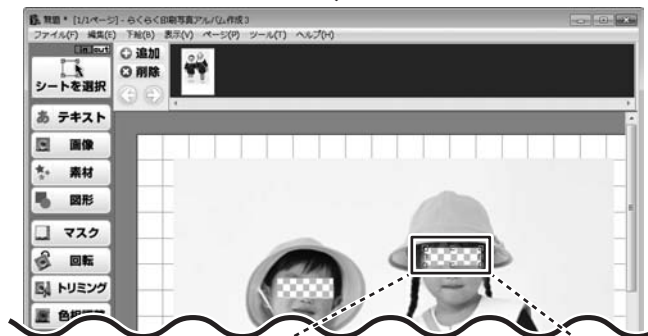 無題 * [1/1ページ] - らくらく印刷写真アルバム作成3
ファイル(F) 編集(E) 下絵(B) 表示(V) ページ(P) ツール(T) ヘルプ(H)
in out
追加
削除
シートを選択
テキスト
画像
素材
図形
マスク
回転
トリミング